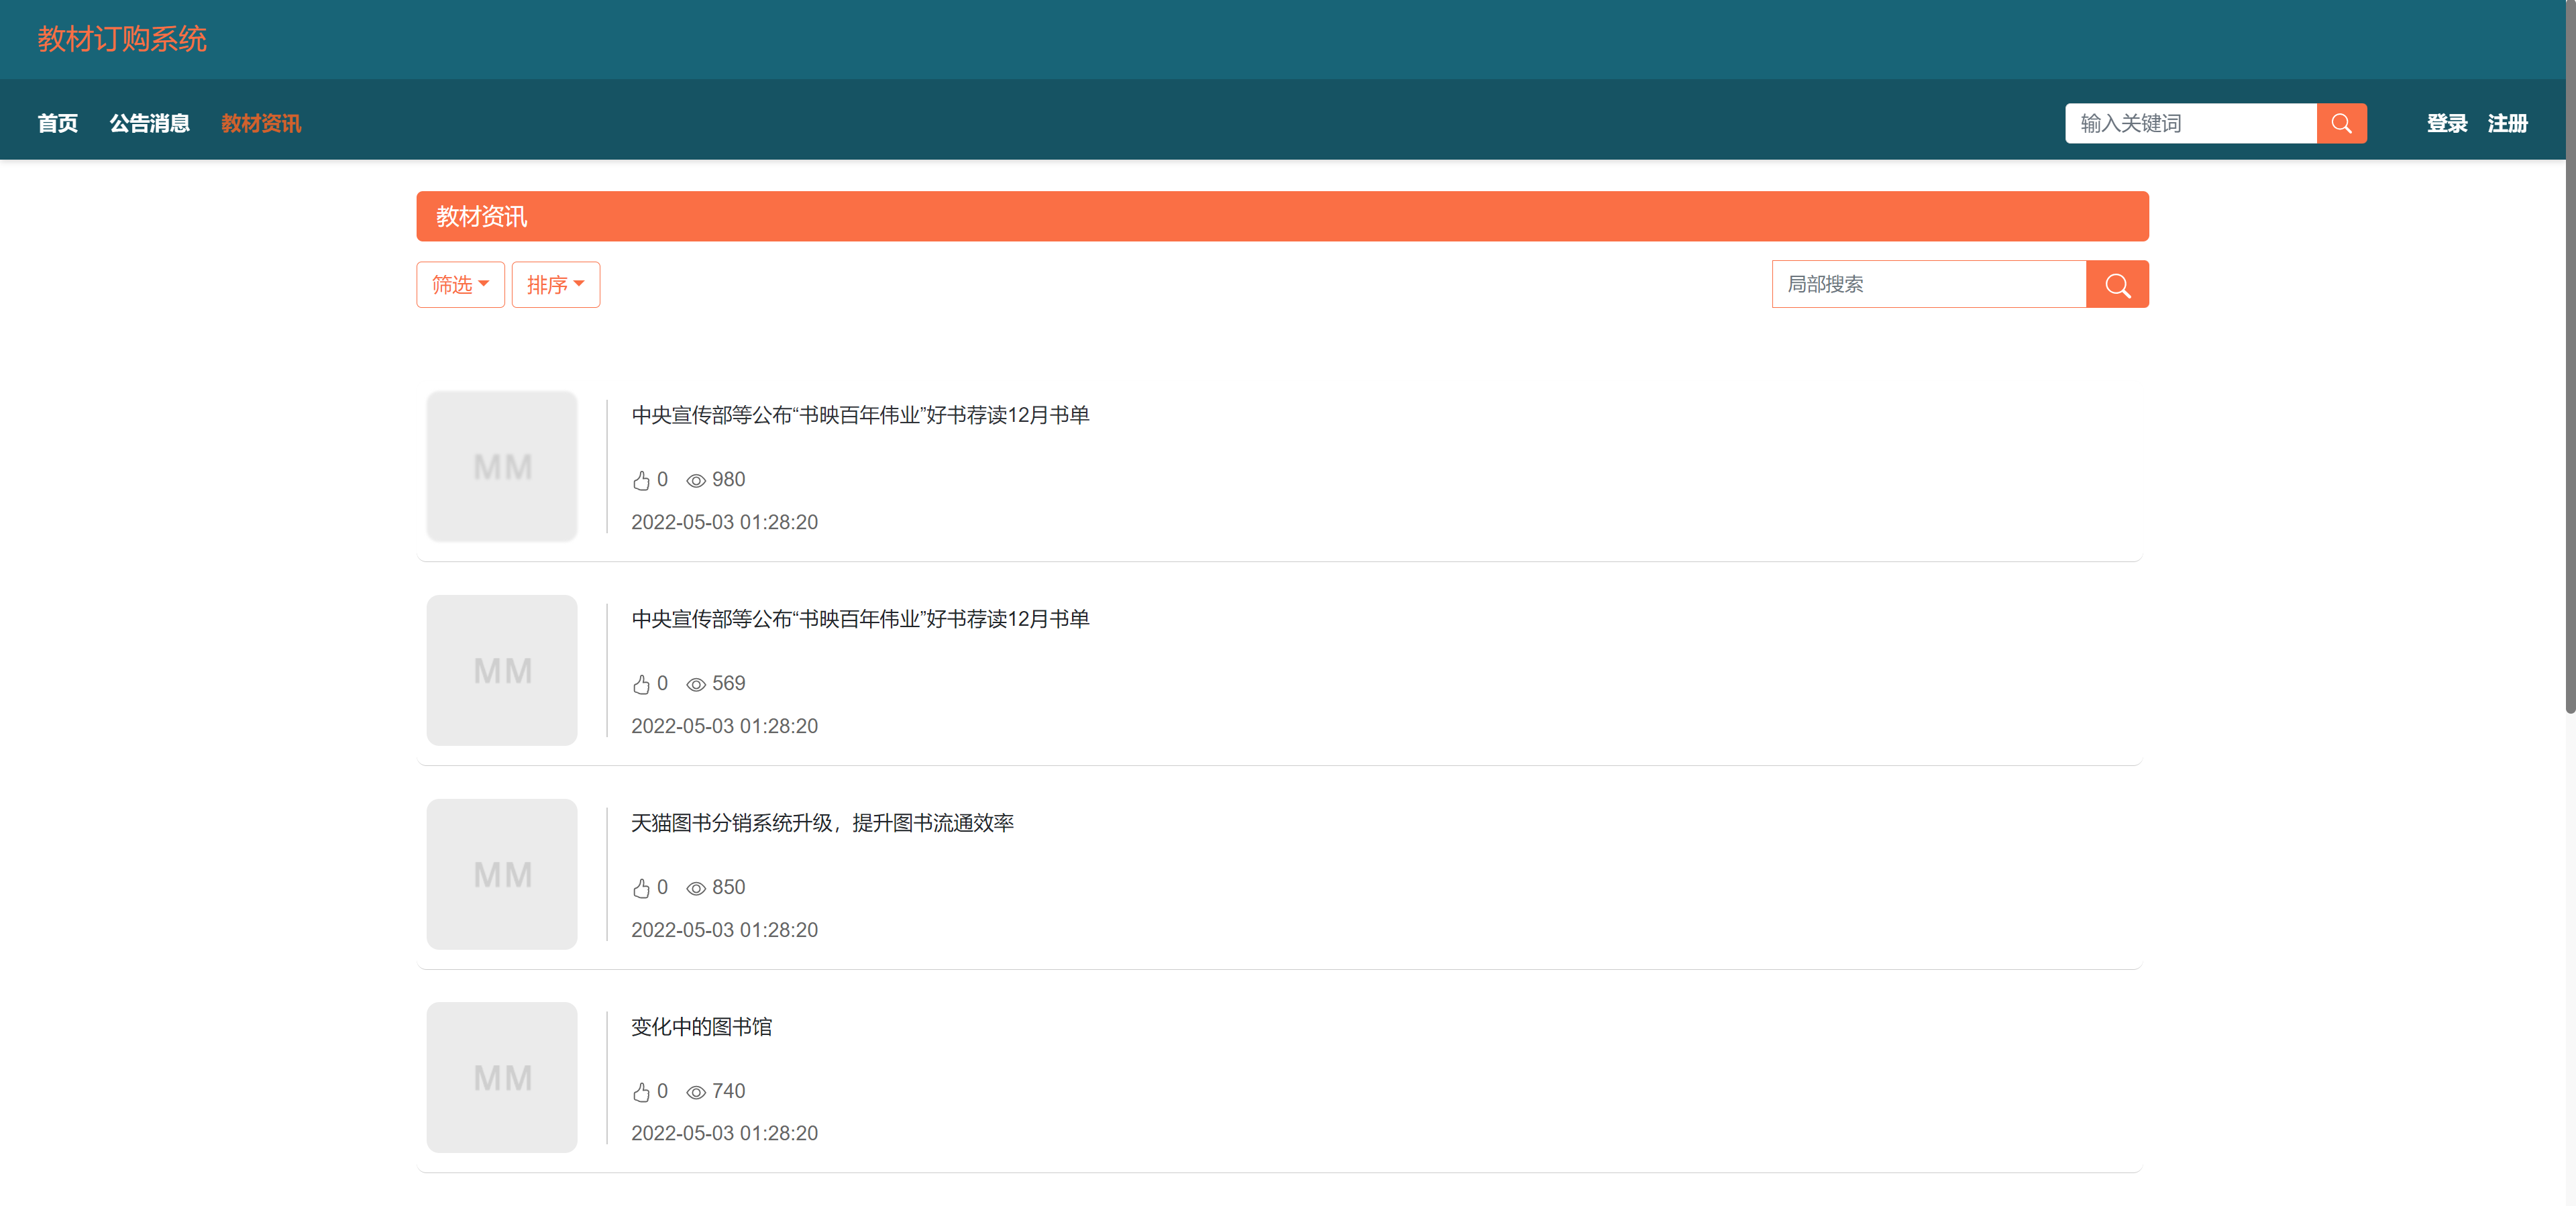 教材订购系统
首页 公告消息 教材资讯 输入关键词 登录 注册
教材资讯
筛选 排序 局部搜索
MM
中央宣传部等公布“书映百年伟业”好书荐读12月书单
0 980
2022-05-03 01:28:20
MM
中央宣传部等公布“书映百年伟业”好书荐读12月书单
0 569
2022-05-03 01:28:20
MM
天猫图书分销系统升级，提升图书流通效率
0 850
2022-05-03 01:28:20
MM
变化中的图书馆
0 740
2022-05-03 01:28:20